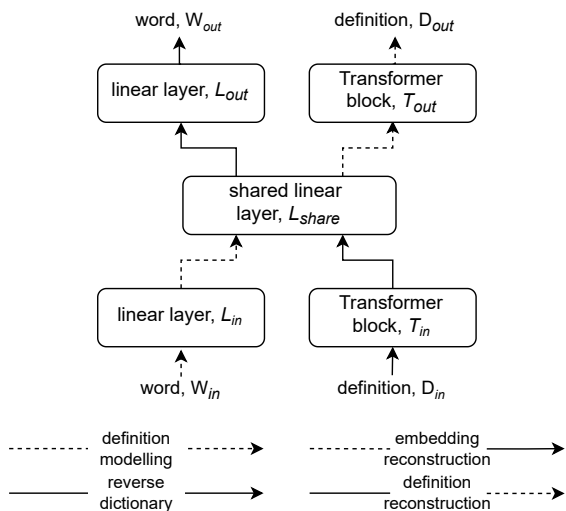 word, W_out definition, D_out
linear layer, L_out
Transformer
block, T_out
shared linear
layer, L_share
linear layer, L_in
Transformer
block, T_in
word, W_in definition, D_in
definition
modelling
embedding
reconstruction
reverse
dictionary
definition
reconstruction